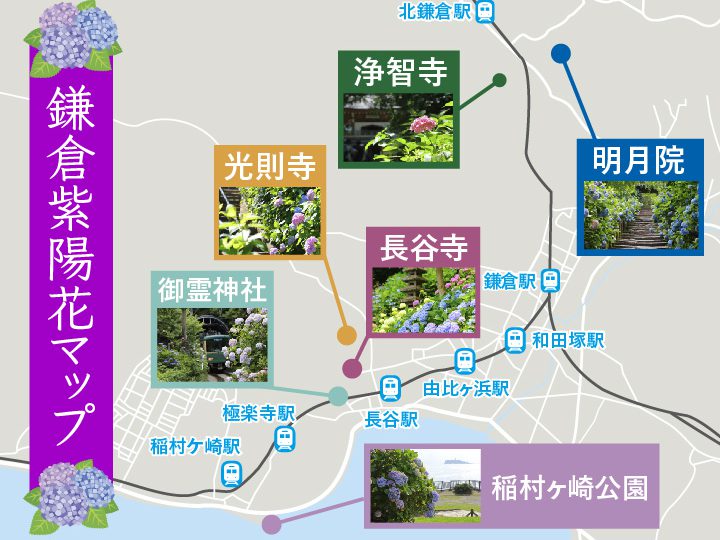 鎌倉紫陽花マップ
北鎌倉駅
浄智寺
明月院
光則寺
長谷寺
御霊神社
鎌倉駅
和田塚駅
由比ヶ浜駅
長谷駅
極楽寺駅
稲村ケ崎駅
稲村ヶ崎公園